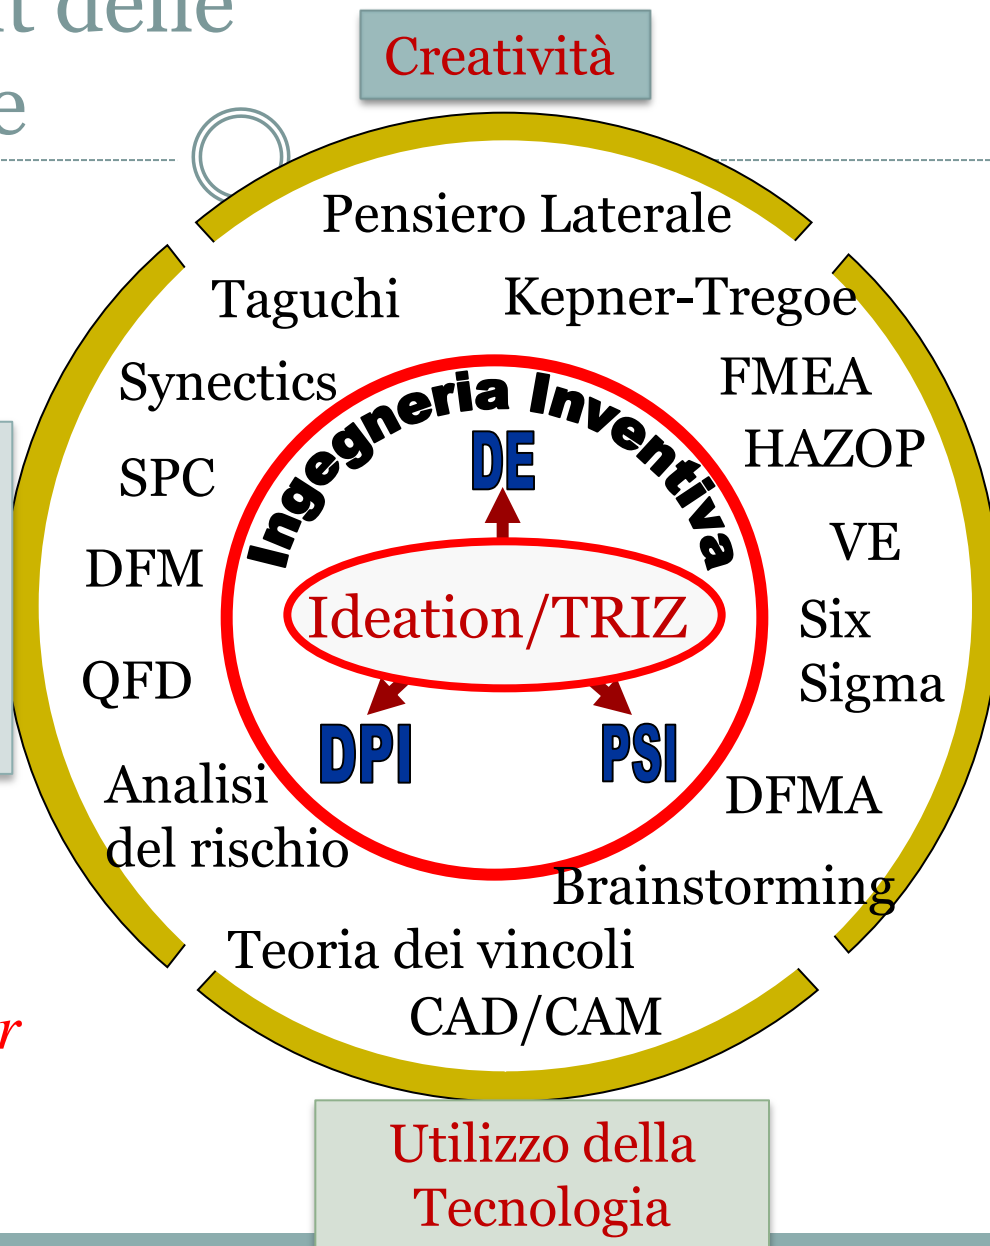 delle
e
Creatività
Pensiero Laterale
Taguchi
Kepner-Tregoe
Synectics
FMEA
Ingegneria Inventiva
DE
HAZOP
SPC
VE
DFM
Ideation/TRIZ
Six
Sigma
QFD
DPI
PSI
Analisi
del rischio
DFMA
Brainstorming
Teoria dei vincoli
CAD/CAM
r
Utilizzo della
Tecnologia